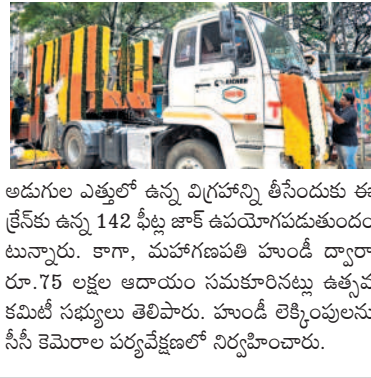 EICHER
అడుగుల ఎత్తులో ఉన్న విగ్రహాన్ని తీసేందుకు ఈ
క్రేన్‌కు ఉన్న 142 ఫీట్ల జాక్ ఉపయోగపడుతుందం
టున్నారు. కాగా, మహాగణపతి హుండీ ద్వారా
రూ.75 లక్షల ఆదాయం సమకూరినట్లు ఉత్సవ
కమిటీ సభ్యులు తెలిపారు. హుండీ లెక్కింపులను
సీసీ కెమెరాల పర్యవేక్షణలో నిర్వహించారు.